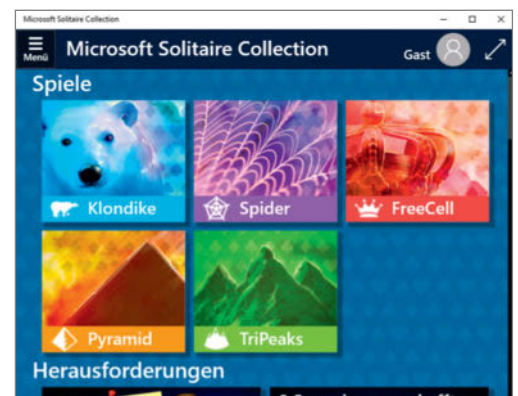 Microsoft Solitaire Collection
Menü
Microsoft Solitaire Collection
Gast
Spiele
Klondike
Spider
FreeCell
Pyramid
TriPeaks
Herausforderungen